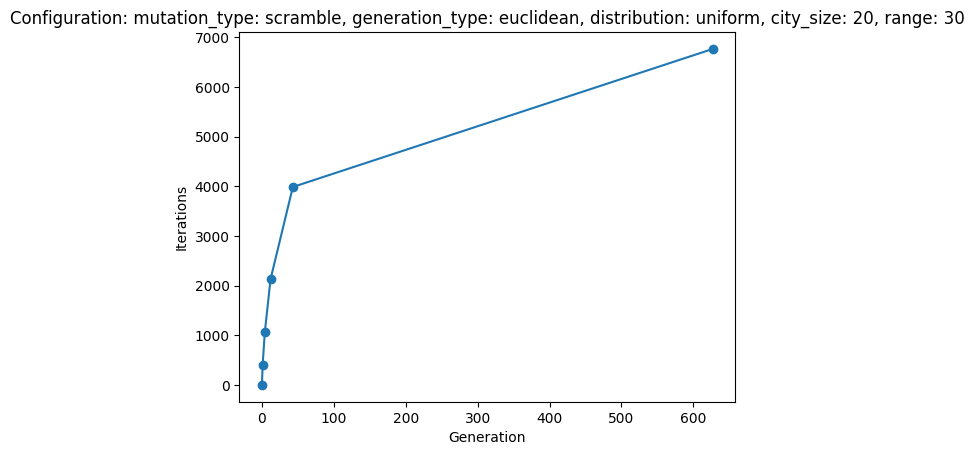 Configuration: mutation_type: scramble, generation_type: euclidean, distribution: uniform, city_size: 20, range: 30
7000
6000
5000
4000
3000
2000
1000
0
Iterations
0 100 200 300 400 500 600
Generation